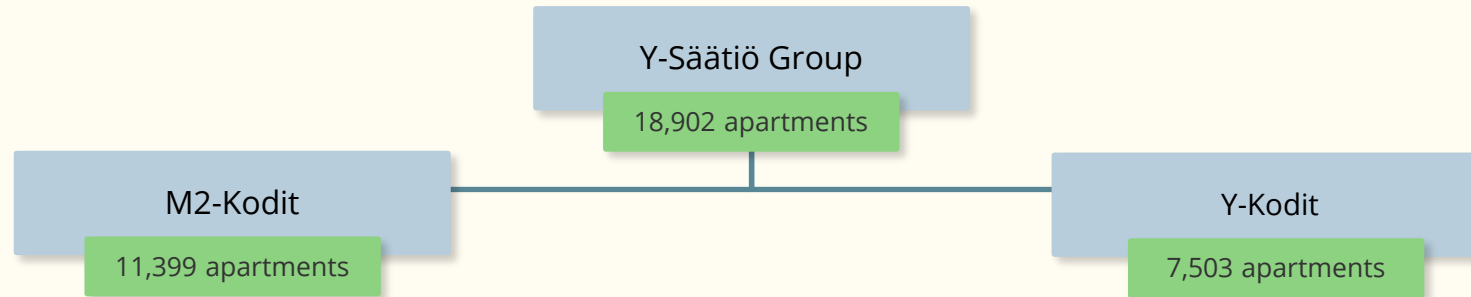 Y-Säätiö Group
18,902 apartments
M2-Kodit
11,399 apartments
Y-Kodit
7,503 apartments